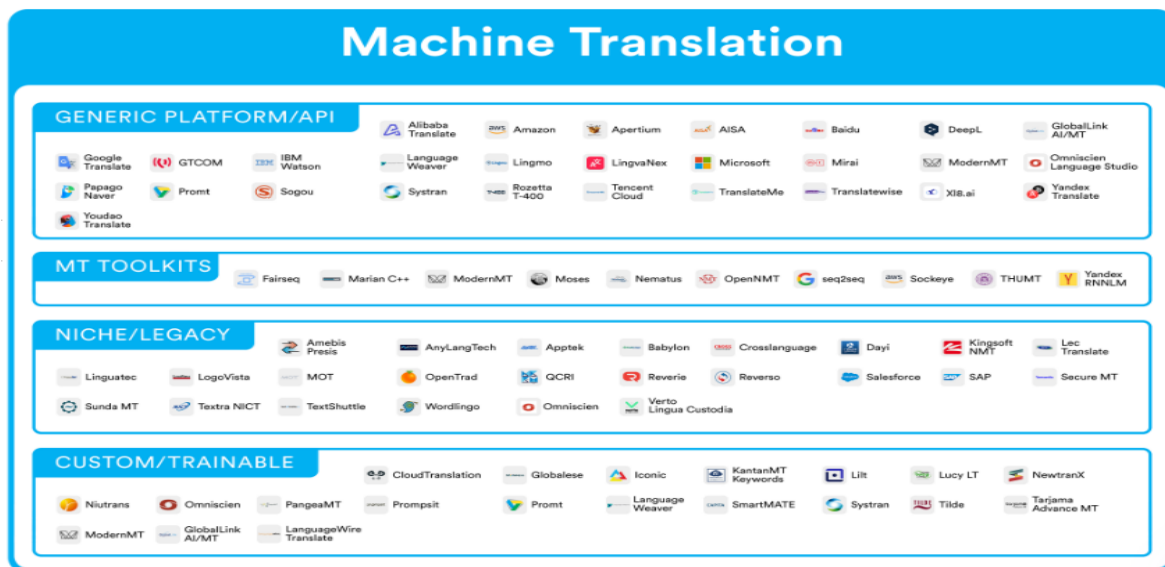 Machine Translation
GENERIC PLATFORM/API
Alibaba Translate
aws Amazon
Apertium
AISA
Baidu
DeepL
GlobalLink AI/MT
Google Translate
GTCOM
IBM Watson
Language Weaver
Lingmo
LingvaNex
Microsoft
Mirai
ModernMT
Omniscien Language Studio
Papago Naver
Promt
Sogou
Systran
Rozetta T-400
Tencent Cloud
TranslateMe
Translatewise
XI8.ai
Yandex Translate
Youdao Translate
MT TOOLKITS
Fairseq
Marian C++
ModernMT
Moses
Nematus
OpenNMT
seq2seq
aws Sockeye
THUMT
Yandex RNNLM
NICHE/LEGACY
Amebis Presis
AnyLangTech
Apptek
Babylon
Crosslanguage
Dayi
Kingsoft NMT
Lec Translate
Linguatec
LogoVista
MOT
OpenTrad
QCRI
Reverie
Reverso
Salesforce
SAP
Secure MT
Sunda MT
Textra NICT
TextShuttle
Wordlingo
Omniscien
Verto Lingua Custodia
CUSTOM/TRAINABLE
CloudTranslation
Globalese
Iconic
KantanMT Keywords
Lilt
Lucy LT
NewtranX
Niutrans
Omniscien
PangeaMT
Prompsit
Promt
Language Weaver
SmartMATE
Systran
Tilde
Tarjama Advance MT
ModernMT
GlobalLink AI/MT
LanguageWire Translate